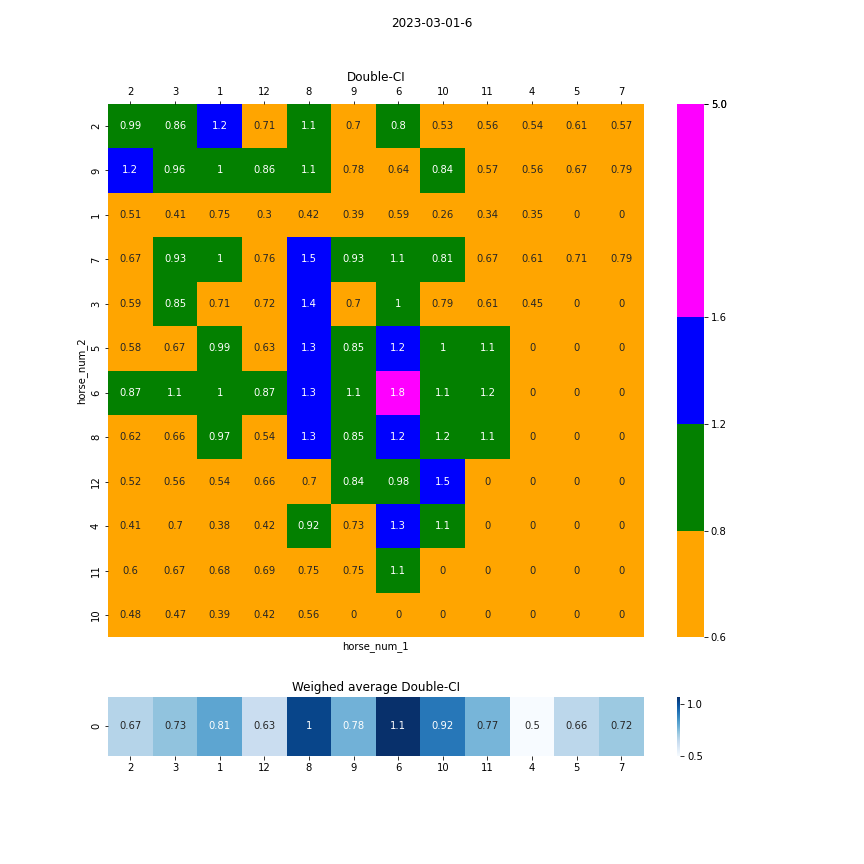 2023-03-01-6
Double-CI
2 3 1 12 8 9 6 10 11 4 5 7
2 0.99 0.86 1.2 0.71 1.1 0.7 0.8 0.53 0.56 0.54 0.61 0.57
9 1.2 0.96 1 0.86 1.1 0.78 0.64 0.84 0.57 0.56 0.67 0.79
1 0.51 0.41 0.75 0.3 0.42 0.39 0.59 0.26 0.34 0.35 0 0
7 0.67 0.93 1 0.76 1.5 0.93 1.1 0.81 0.67 0.61 0.71 0.79
3 0.59 0.85 0.71 0.72 1.4 0.7 1 0.79 0.61 0.45 0 0
5 0.58 0.67 0.99 0.63 1.3 0.85 1.2 1 1.1 0 0 0
6 0.87 1.1 1 0.87 1.3 1.1 1.8 1.1 1.2 0 0 0
8 0.62 0.66 0.97 0.54 1.3 0.85 1.2 1.2 1.1 0 0 0
12 0.52 0.56 0.54 0.66 0.7 0.84 0.98 1.5 0 0 0 0
4 0.41 0.7 0.38 0.42 0.92 0.73 1.3 1.1 0 0 0 0
11 0.6 0.67 0.68 0.69 0.75 0.75 1.1 0 0 0 0 0
10 0.48 0.47 0.39 0.42 0.56 0 0 0 0 0 0 0
horse_num_2
horse_num_1
5.0
1.6
1.2
0.8
0.6
Weighed average Double-CI
0 0.67 0.73 0.81 0.63 1 0.78 1.1 0.92 0.77 0.5 0.66 0.72
2 3 1 12 8 9 6 10 11 4 5 7
1.0
0.5